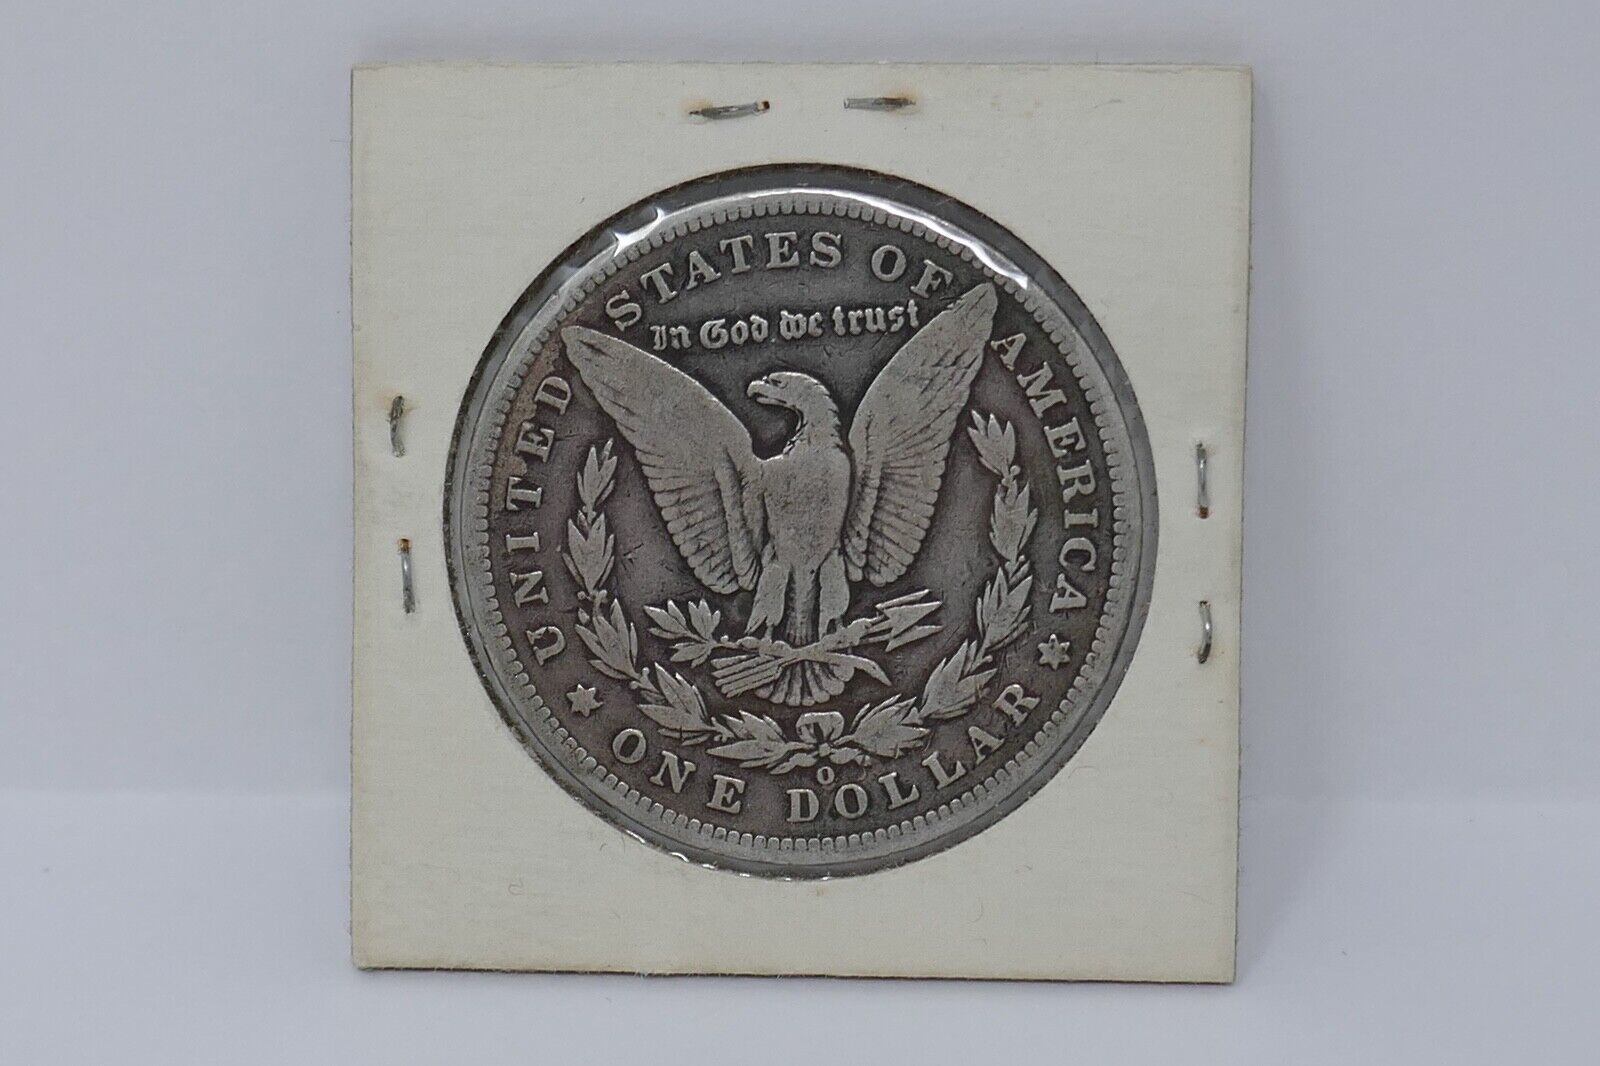 UNITED STATES OF AMERICA
In God we trust
O
ONE DOLLAR